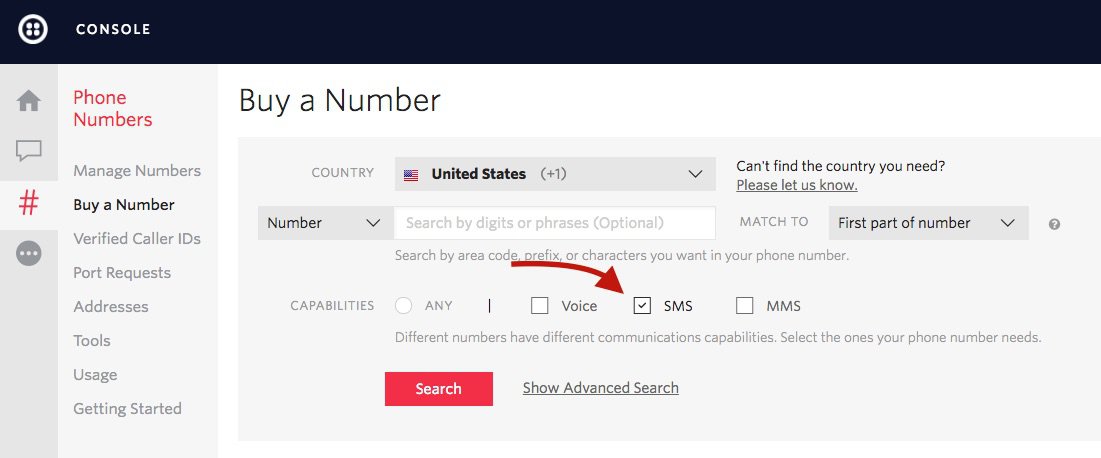 CONSOLE
Phone
Numbers
Manage Numbers
Buy a Number
Verified Caller IDs
Port Requests
Addresses
Tools
Usage
Getting Started
Buy a Number
COUNTRY United States (+1)
Can't find the country you need?
Please let us know.
Number Search by digits or phrases (Optional) MATCH TO First part of number ?
Search by area code, prefix, or characters you want in your phone number.
CAPABILITIES ANY | Voice SMS MMS
Different numbers have different communications capabilities. Select the ones your phone number needs.
Search Show Advanced Search